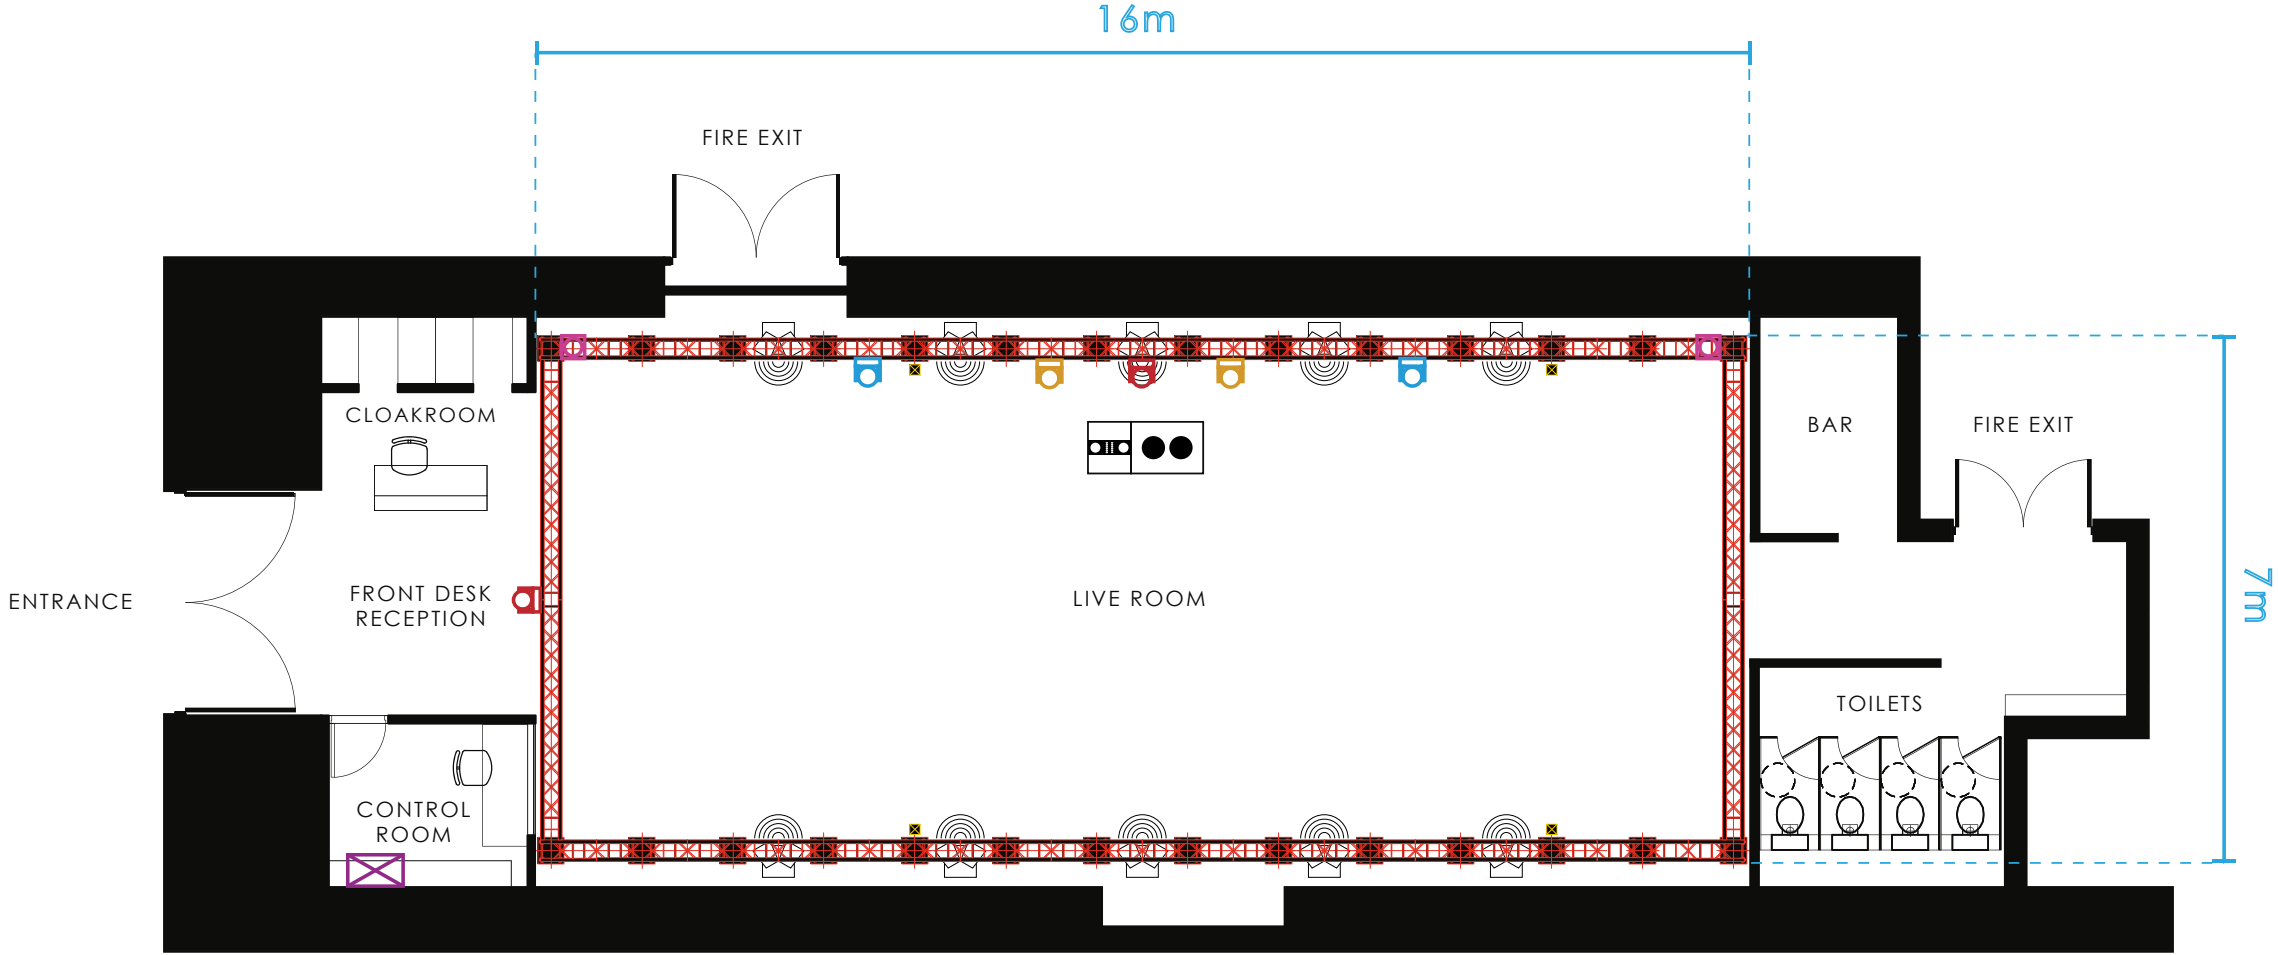 16m
FIRE EXIT
CLOAKROOM
BAR
FIRE EXIT
ENTRANCE
FRONT DESK
RECEPTION
LIVE ROOM
7m
TOILETS
CONTROL
ROOM